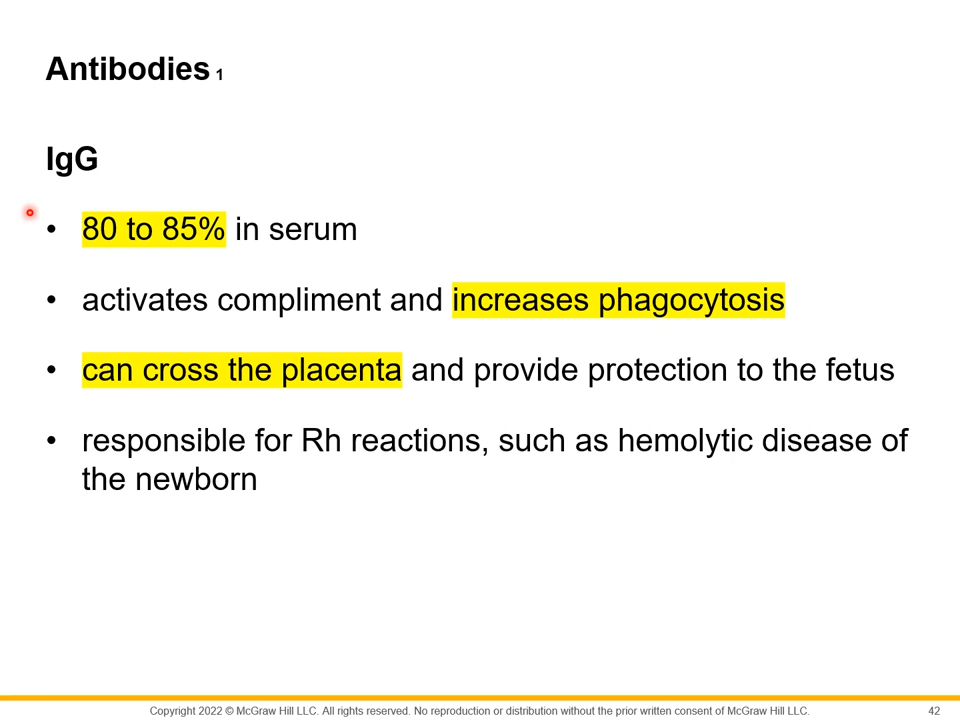 Antibodies 1
IgG
• 80 to 85% in serum
• activates compliment and increases phagocytosis
• can cross the placenta and provide protection to the fetus
• responsible for Rh reactions, such as hemolytic disease of
the newborn
Copyright 2022 © McGraw Hill LLC. All rights reserved. No reproduction or distribution without the prior written consent of McGraw Hill LLC.
42